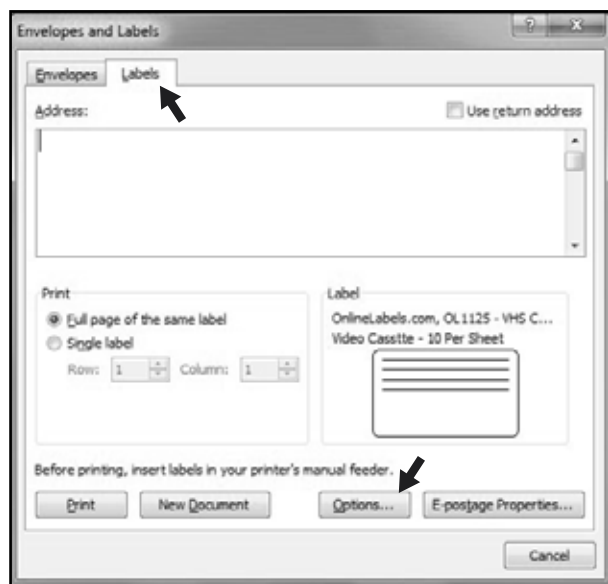 Envelopes and Labels
Envelopes Labels
Address: Use return address
Print
Full page of the same label
Single label
Row: 1 Column: 1
Label
OnlineLabels.com, OL1125 - VHS C...
Video Casstte - 10 Per Sheet
Before printing, insert labels in your printer's manual feeder.
Print New Document Options... E-postage Properties...
Cancel